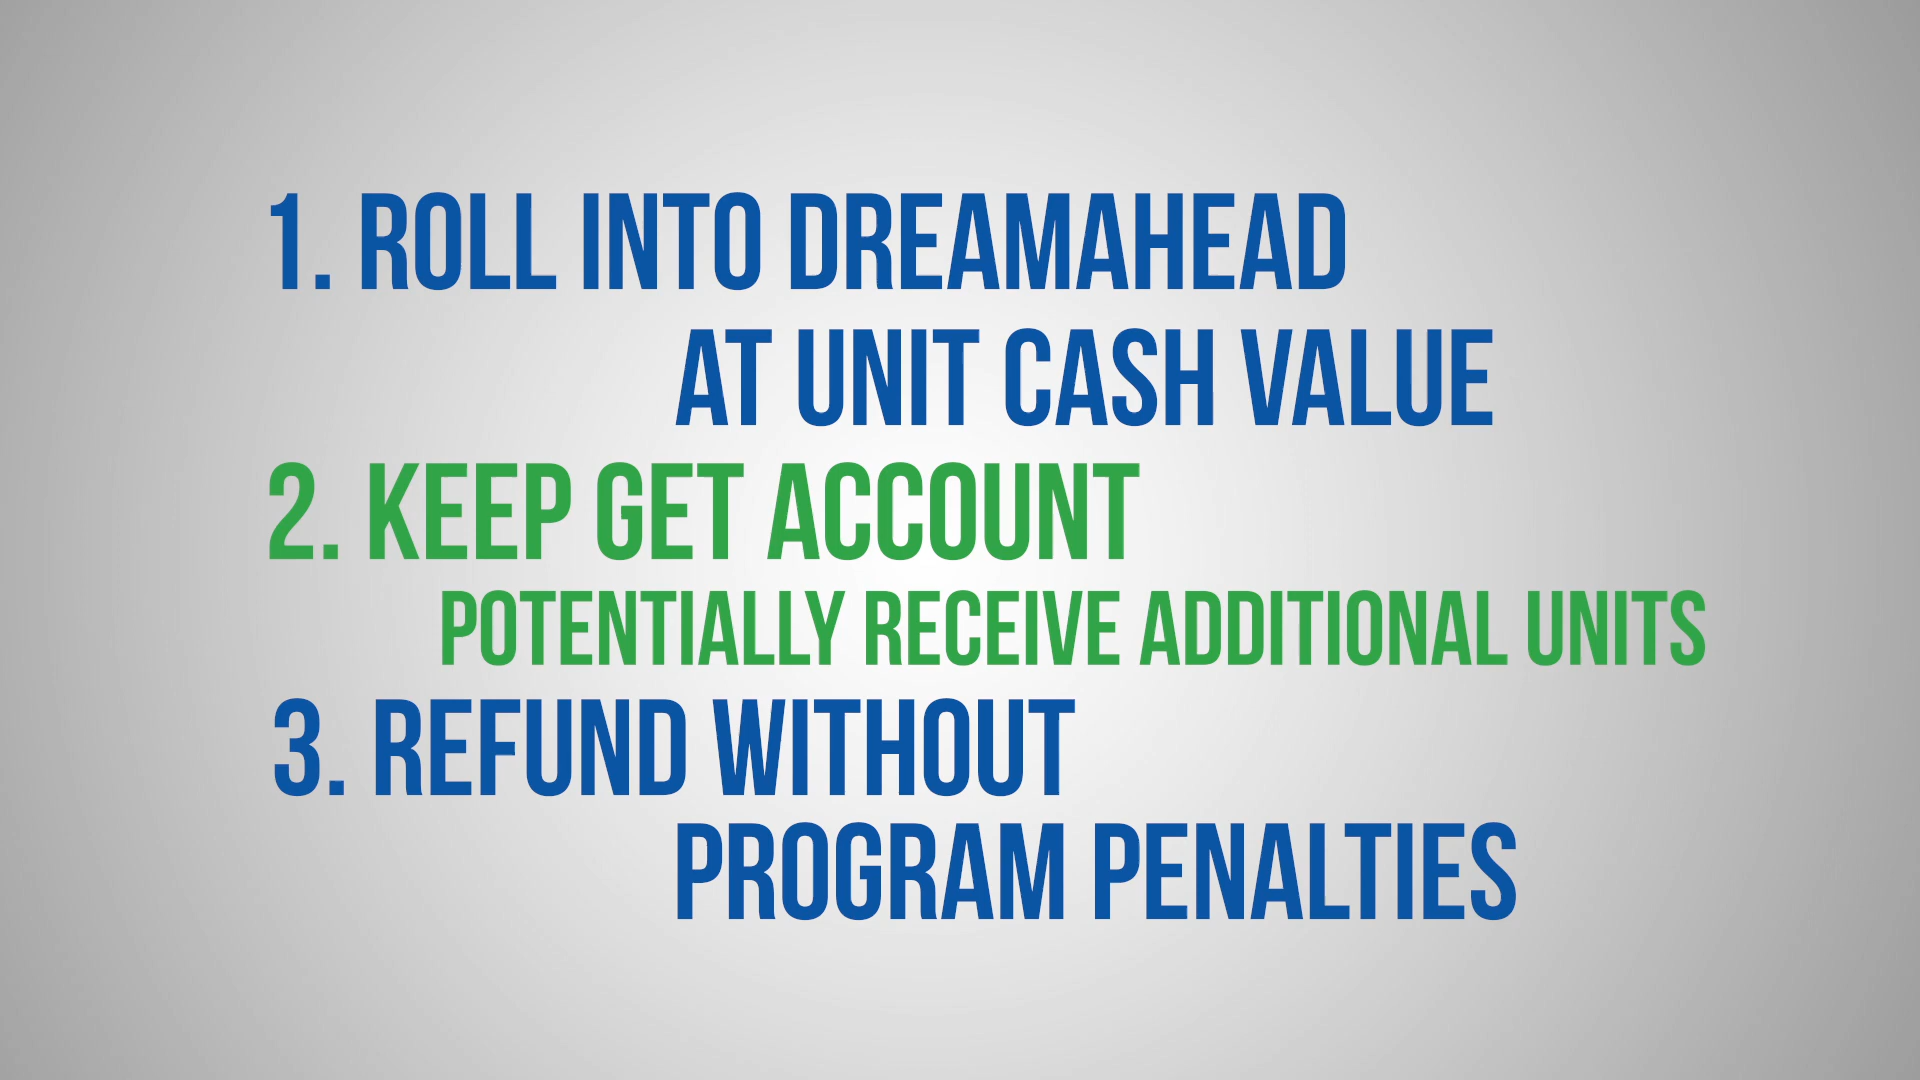 1. ROLL INTO DREAMAHEAD
AT UNIT CASH VALUE
2. KEEP GET ACCOUNT
POTENTIALLY RECEIVE ADDITIONAL UNITS
3. REFUND WITHOUT
PROGRAM PENALTIES